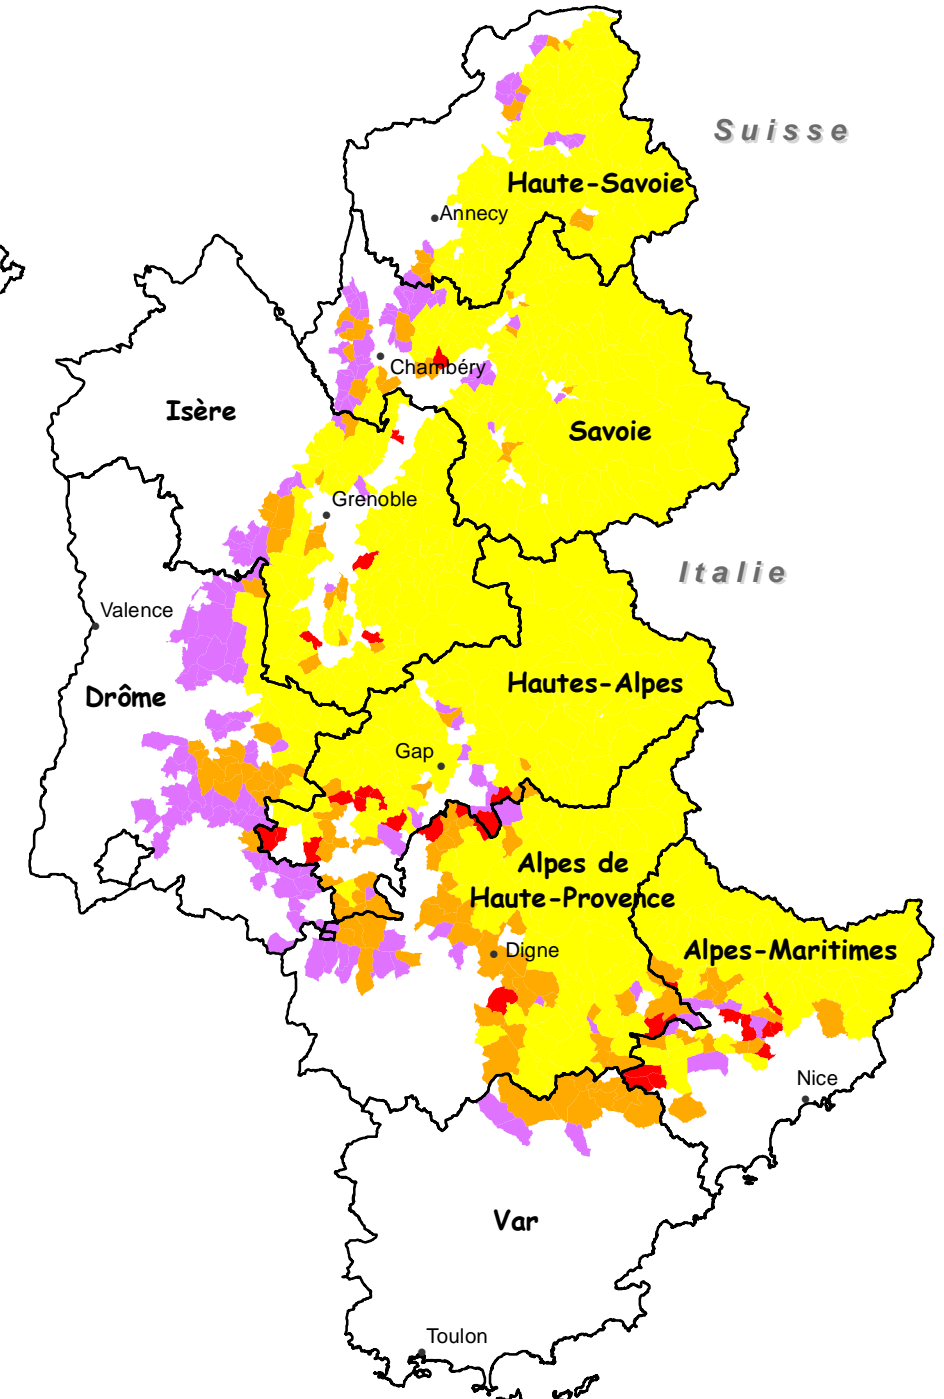 Suisse
Haute-Savoie
Annecy
Chambéry
Isère
Savoie
Grenoble
Italie
Valence
Hautes-Alpes
Drôme
Gap
Alpes de
Haute-Provence
Digne
Alpes-Maritimes
Nice
Var
Toulon